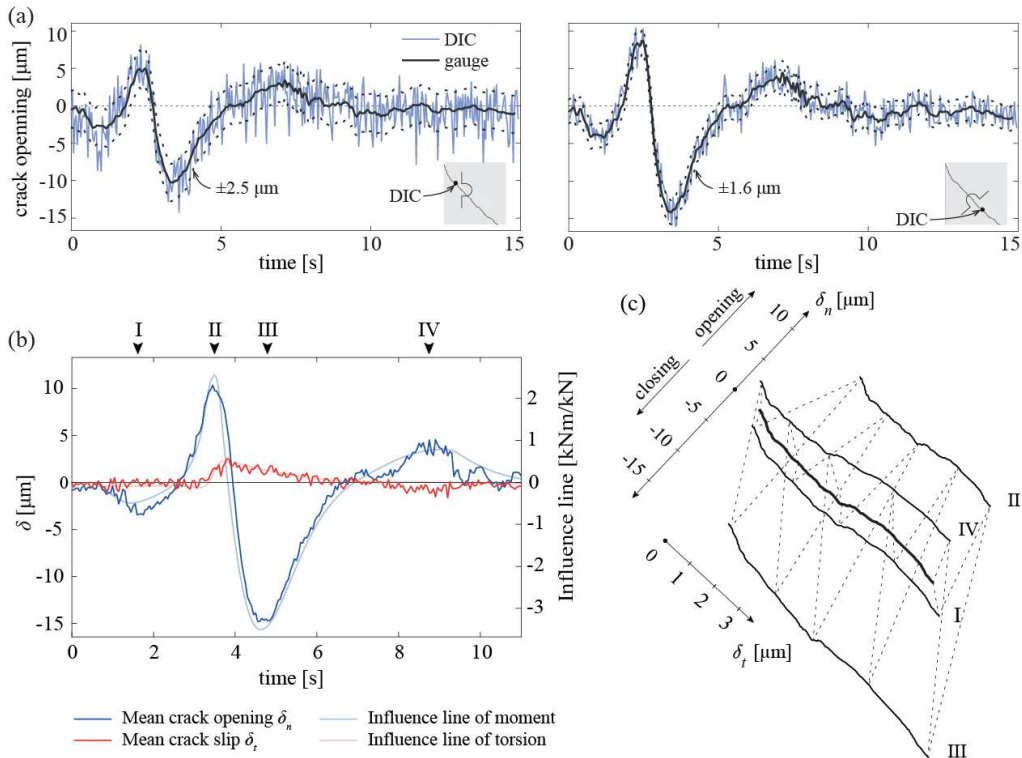 (a)
crack openning [μm]
10
5
0
-5
-10
-15
DIC
gauge
±2.5 μm
DIC
0
5
10
15
time [s]
±1.6 μm
DIC
0
5
10
15
time [s]
(b)
I
II
III
IV
δ [μm]
10
5
0
-5
-10
-15
Influence line [kNm/kN]
2
1
0
-1
-2
-3
0
2
4
6
8
10
time [s]
Mean crack opening δn
Mean crack slip δt
Influence line of moment
Influence line of torsion
(c)
δn [μm]
opening
closing
10
5
0
-5
-10
-15
0
1
2
3
δt [μm]
II
IV
I
III